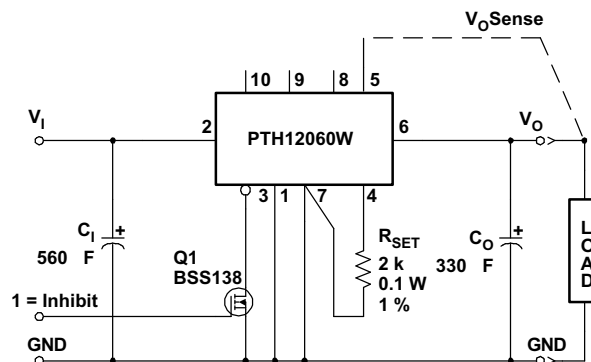 VOSense
10
9
8
5
VI
2
PTH12060W
6
VO
3
1
7
4
CI
+
560 F
Q1
BSS138
RSET
2 k
0.1 W
1 %
CO
+
330 F
LOAD
1 = Inhibit
GND
GND